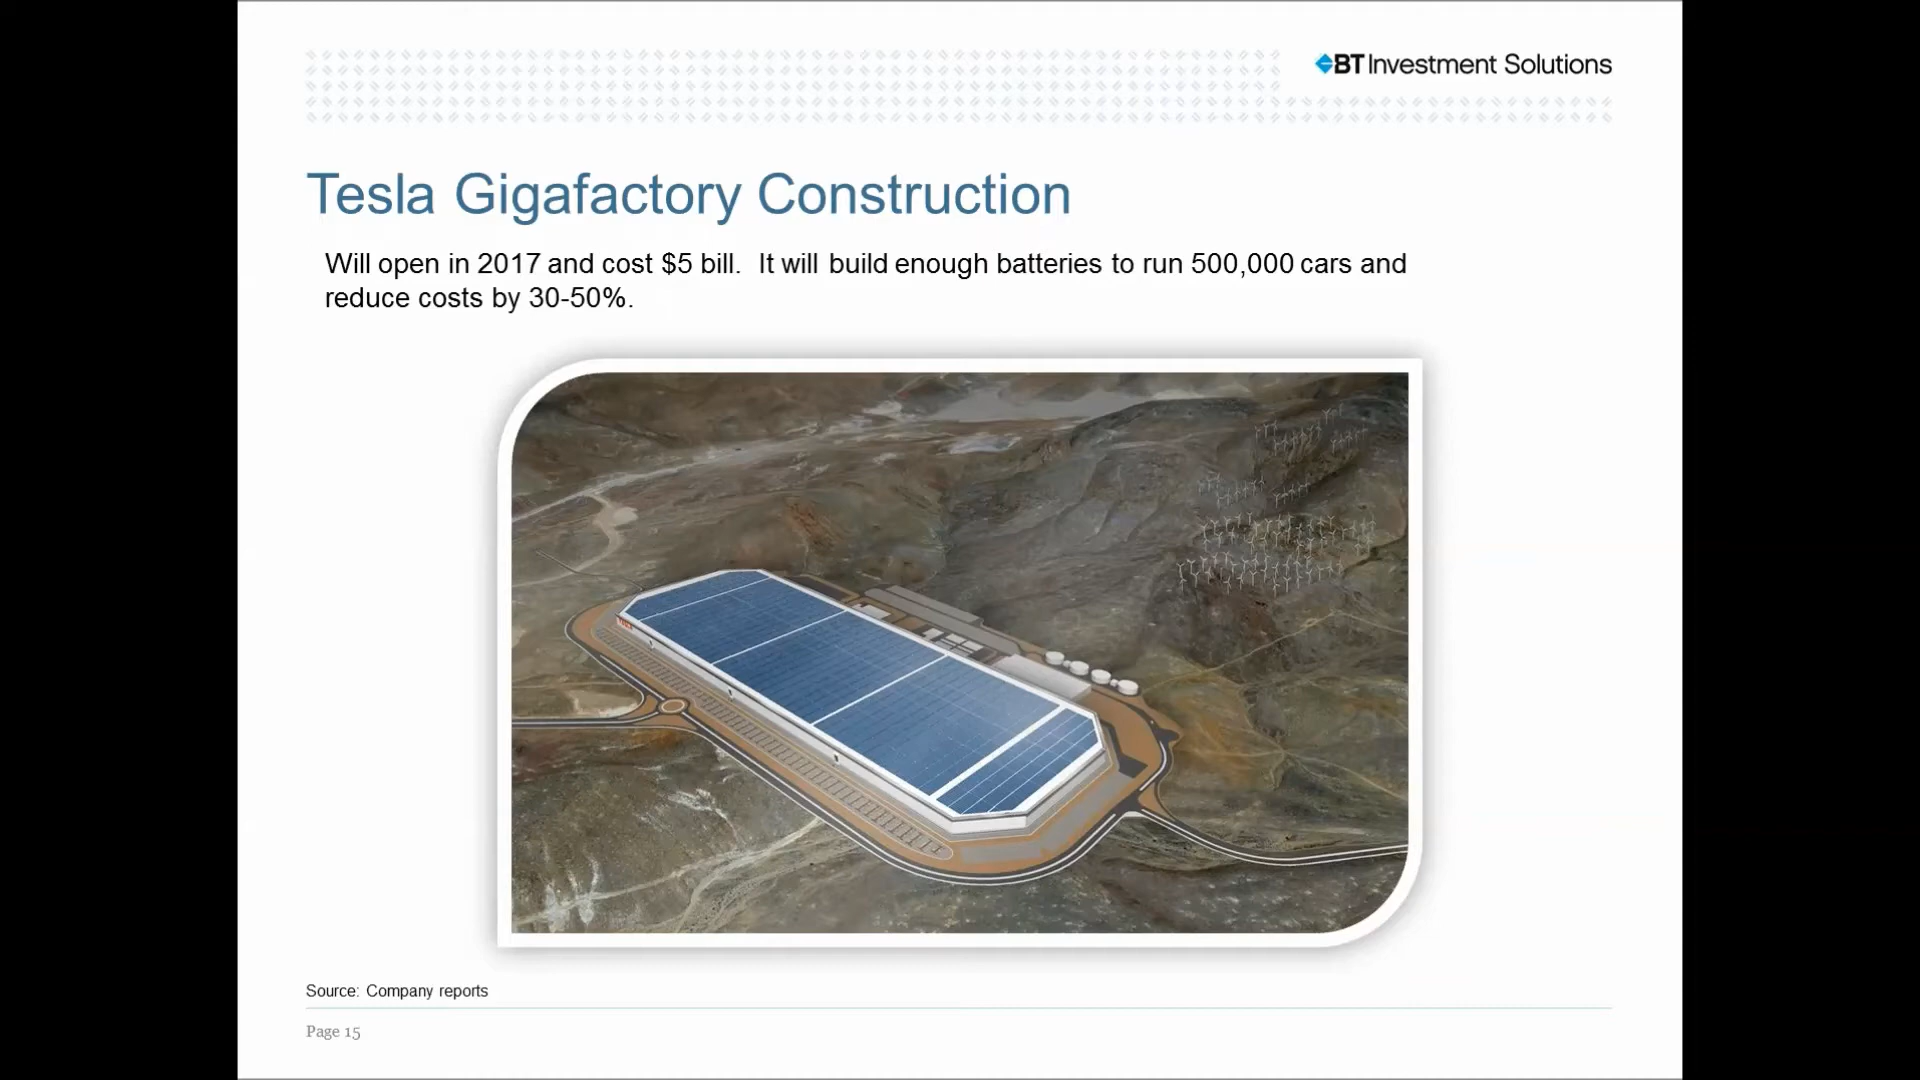 BT Investment Solutions
Tesla Gigafactory Construction
Will open in 2017 and cost $5 bill.  It will build enough batteries to run 500,000 cars and
reduce costs by 30-50%.
Source: Company reports
Page 15